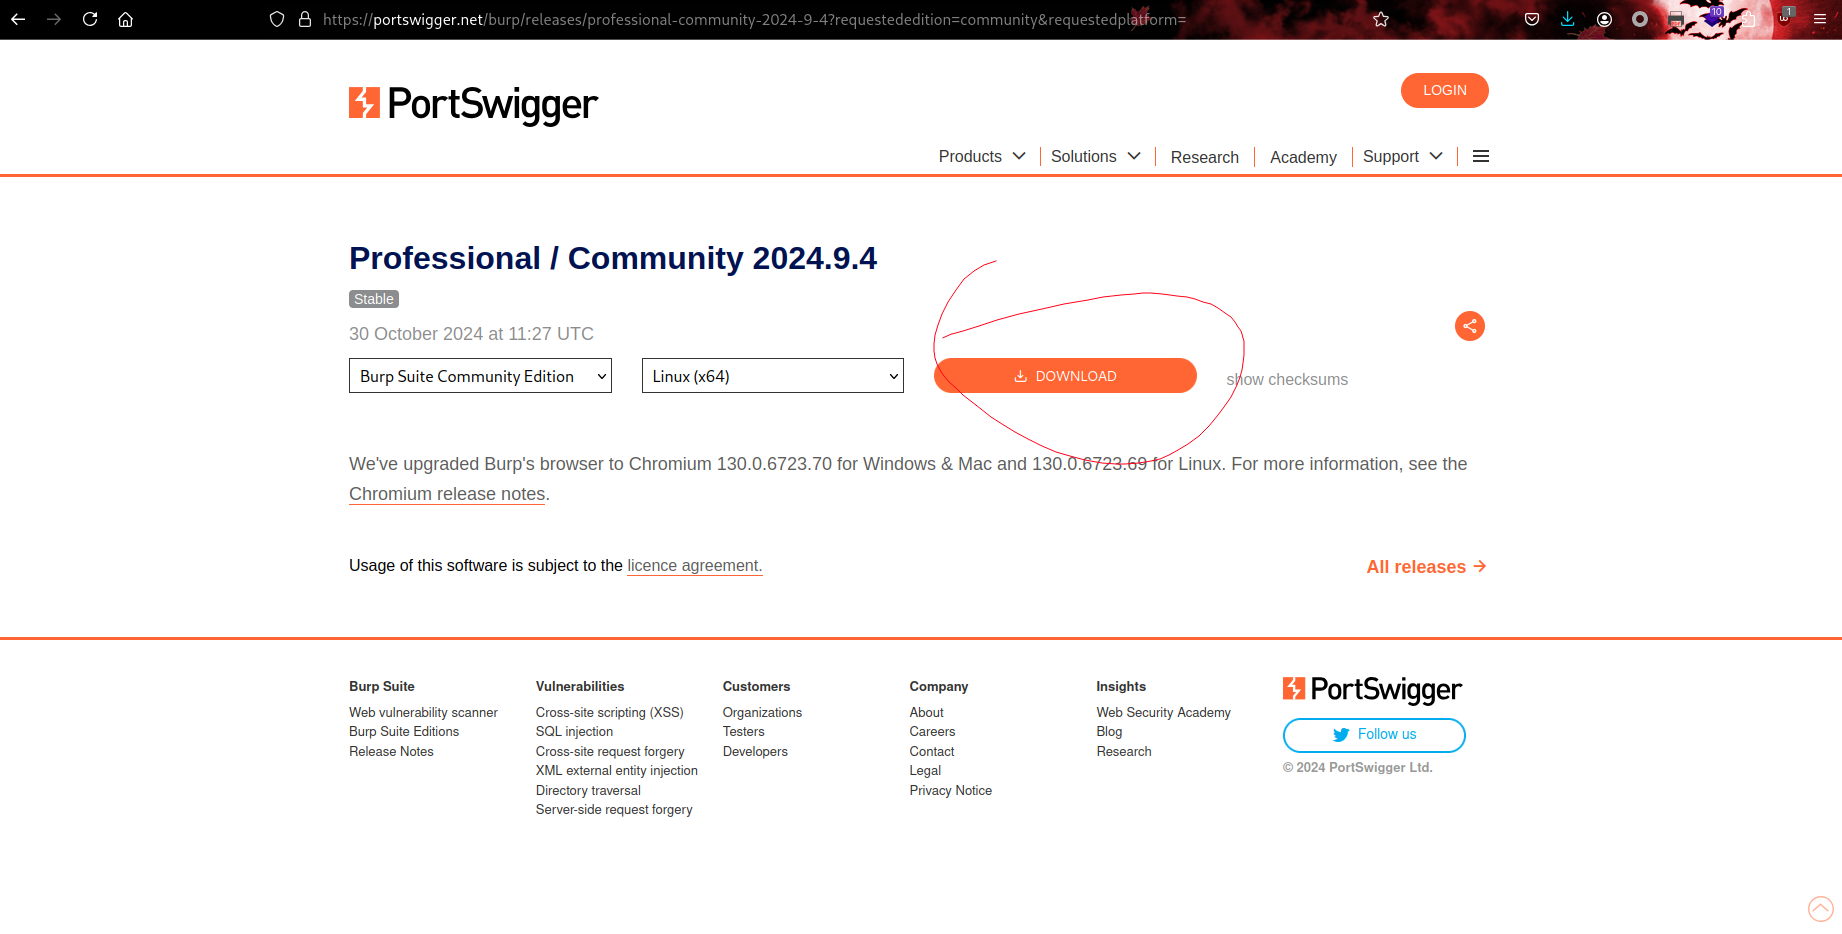 https://portswigger.net/burp/releases/professional-community-2024-9-4?requestededition=community&requestedplatform=
10
1
PortSwigger
LOGIN
Products
Solutions
Research
Academy
Support
Professional / Community 2024.9.4
Stable
30 October 2024 at 11:27 UTC
Burp Suite Community Edition
Linux (x64)
DOWNLOAD
show checksums
We've upgraded Burp's browser to Chromium 130.0.6723.70 for Windows & Mac and 130.0.6723.69 for Linux. For more information, see the
Chromium release notes.
Usage of this software is subject to the licence agreement.
All releases
Burp Suite
Web vulnerability scanner
Burp Suite Editions
Release Notes
Vulnerabilities
Cross-site scripting (XSS)
SQL injection
Cross-site request forgery
XML external entity injection
Directory traversal
Server-side request forgery
Customers
Organizations
Testers
Developers
Company
About
Careers
Contact
Legal
Privacy Notice
Insights
Web Security Academy
Blog
Research
PortSwigger
Follow us
© 2024 PortSwigger Ltd.